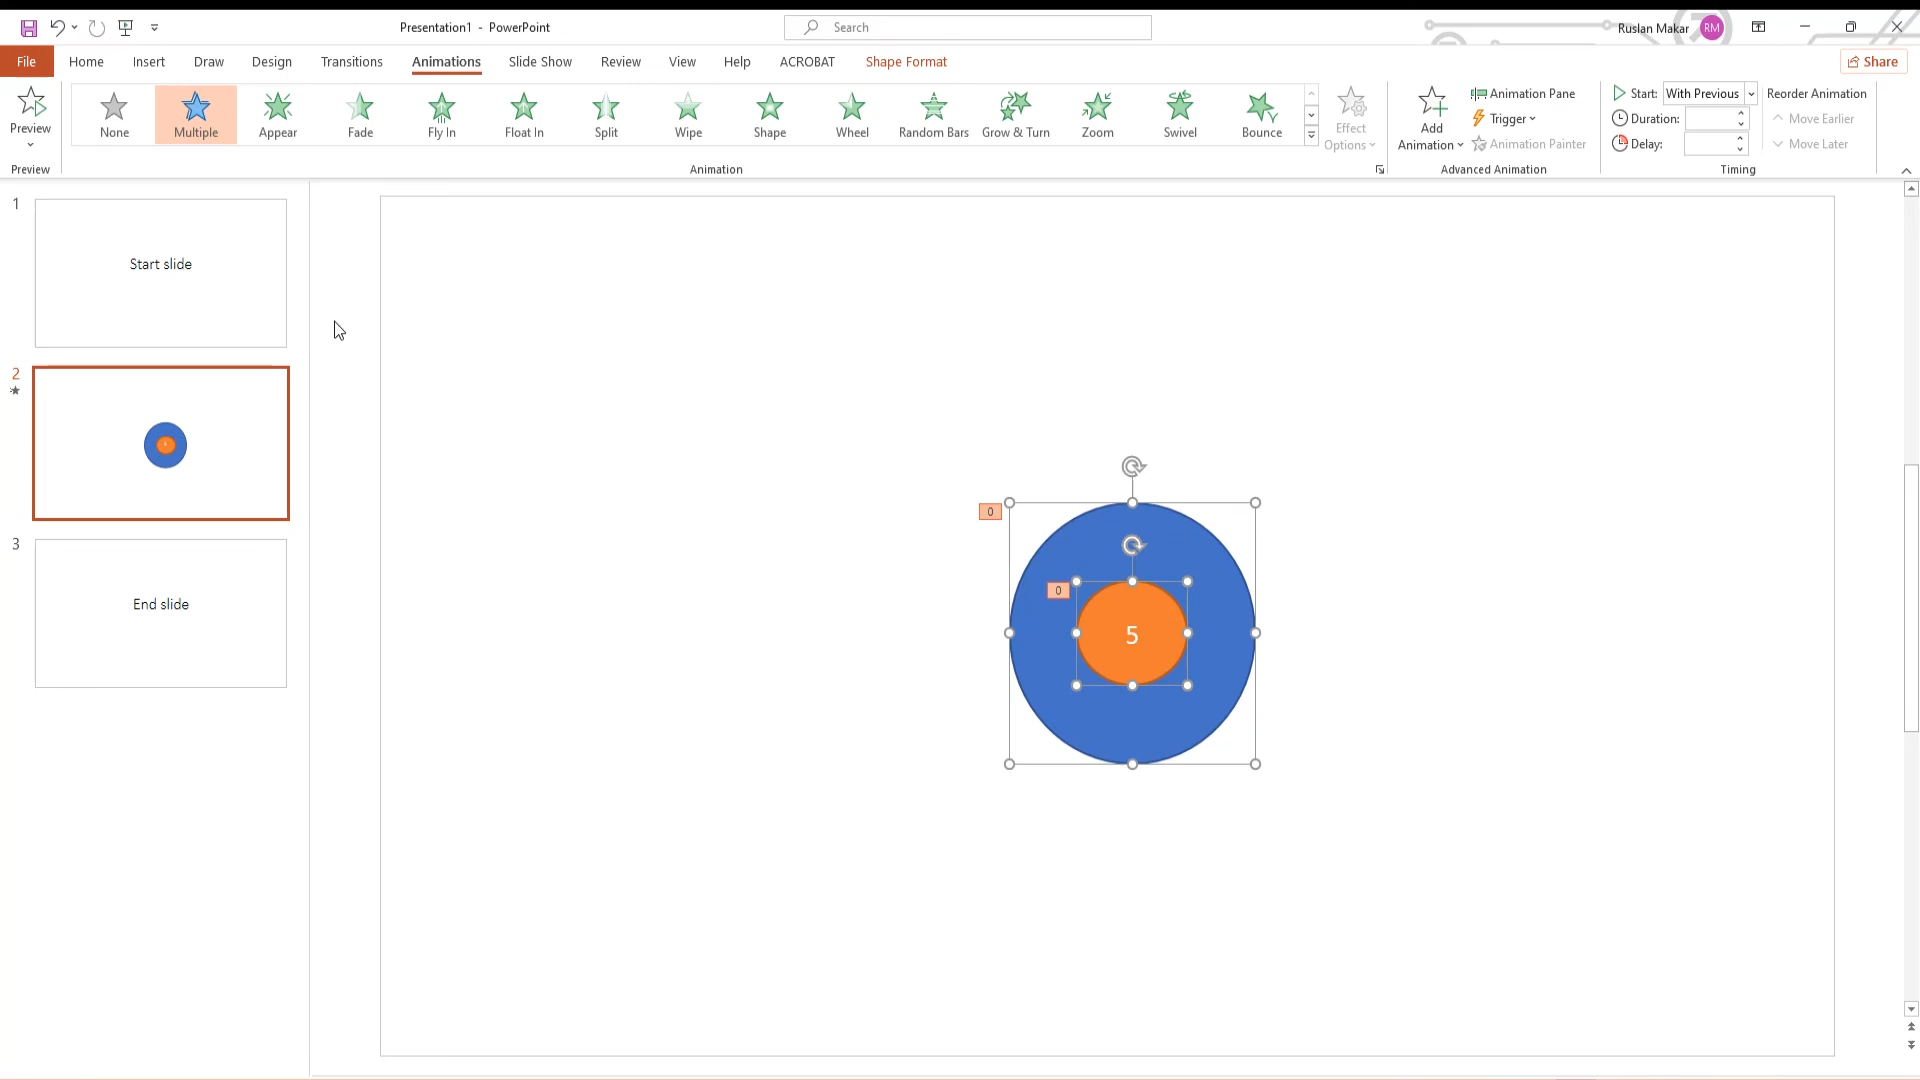 Presentation1 - PowerPoint
Search
Ruslan Makar
RM
File Home Insert Draw Design Transitions Animations Slide Show Review View Help ACROBAT Shape Format
Share
Preview
None Multiple Appear Fade Fly In Float In Split Wipe Shape Wheel Random Bars Grow & Turn Zoom Swivel Bounce
Effect Options
Add Animation
Animation Pane
Trigger
Animation Painter
Start: With Previous
Duration:
Delay:
Reorder Animation
Move Earlier
Move Later
Preview Animation Advanced Animation Timing
1
Start slide
2
3
End slide
0
0
5